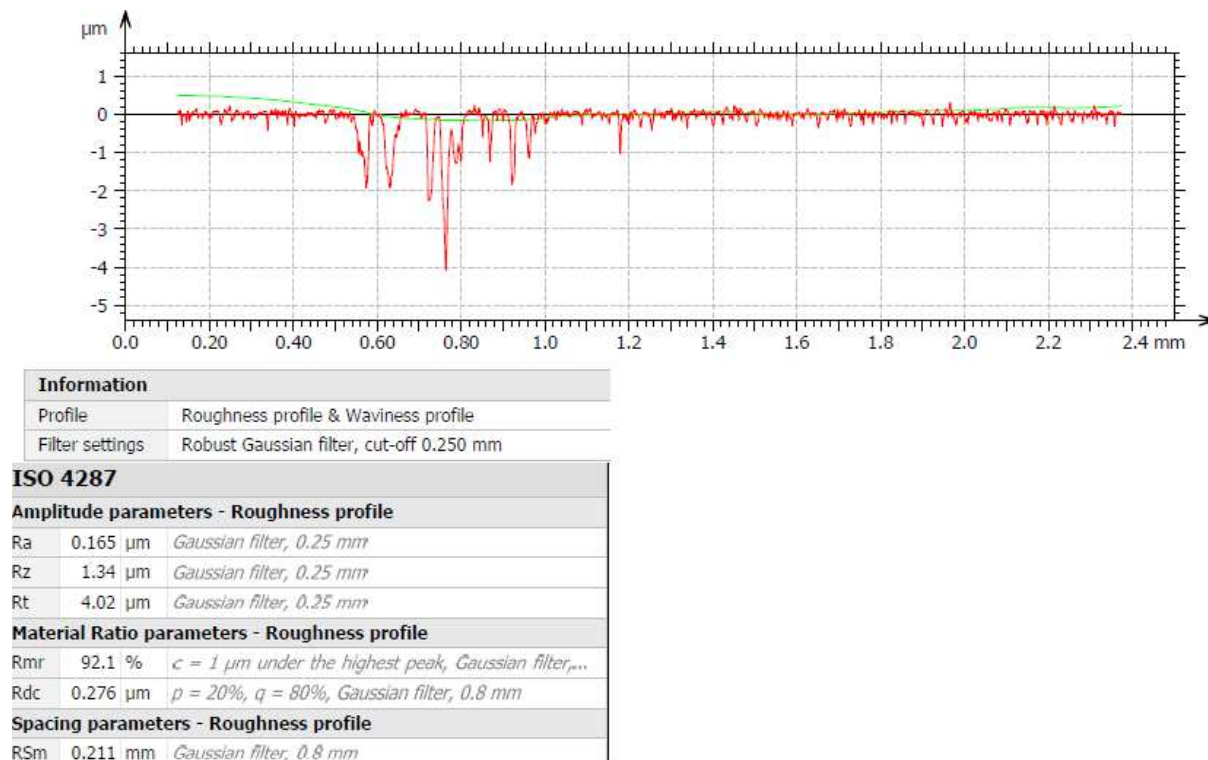 µm
1
0
-1
-2
-3
-4
-5
0.0 0.20 0.40 0.60 0.80 1.0 1.2 1.4 1.6 1.8 2.0 2.2 2.4 mm
Information
Profile Roughness profile & Waviness profile
Filter settings Robust Gaussian filter, cut-off 0.250 mm
ISO 4287
Amplitude parameters - Roughness profile
Ra 0.165 µm Gaussian filter, 0.25 mm
Rz 1.34 µm Gaussian filter, 0.25 mm
Rt 4.02 µm Gaussian filter, 0.25 mm
Material Ratio parameters - Roughness profile
Rmr 92.1 % c = 1 µm under the highest peak, Gaussian filter,...
Rdc 0.276 µm p = 20%, q = 80%, Gaussian filter, 0.8 mm
Spacing parameters - Roughness profile
RSm 0.211 mm Gaussian filter, 0.8 mm